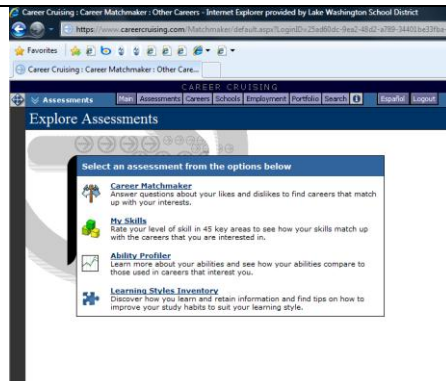 Career Cruising : Career Matchmaker : Other Careers - Internet Explorer provided by Lake Washington School District
https://www.careercruising.com/Matchmaker/default.aspx?LoginID=
Favorites
Career Cruising : Career Matchmaker : Other Care...
CAREER CRUISING
Assessments Main Assessments Careers Schools Employment Portfolio Search Español Logout
Explore Assessments
Select an assessment from the options below
Career Matchmaker
Answer questions about your likes and dislikes to find careers that match
up with your interests.
My Skills
Rate your level of skill in 45 key areas to see how your skills match up
with the careers that you are interested in.
Ability Profiler
Learn more about your abilities and see how your abilities compare to
those used in careers that interest you.
Learning Styles Inventory
Discover how you learn and retain information and find tips on how to
improve your study habits to suit your learning style.